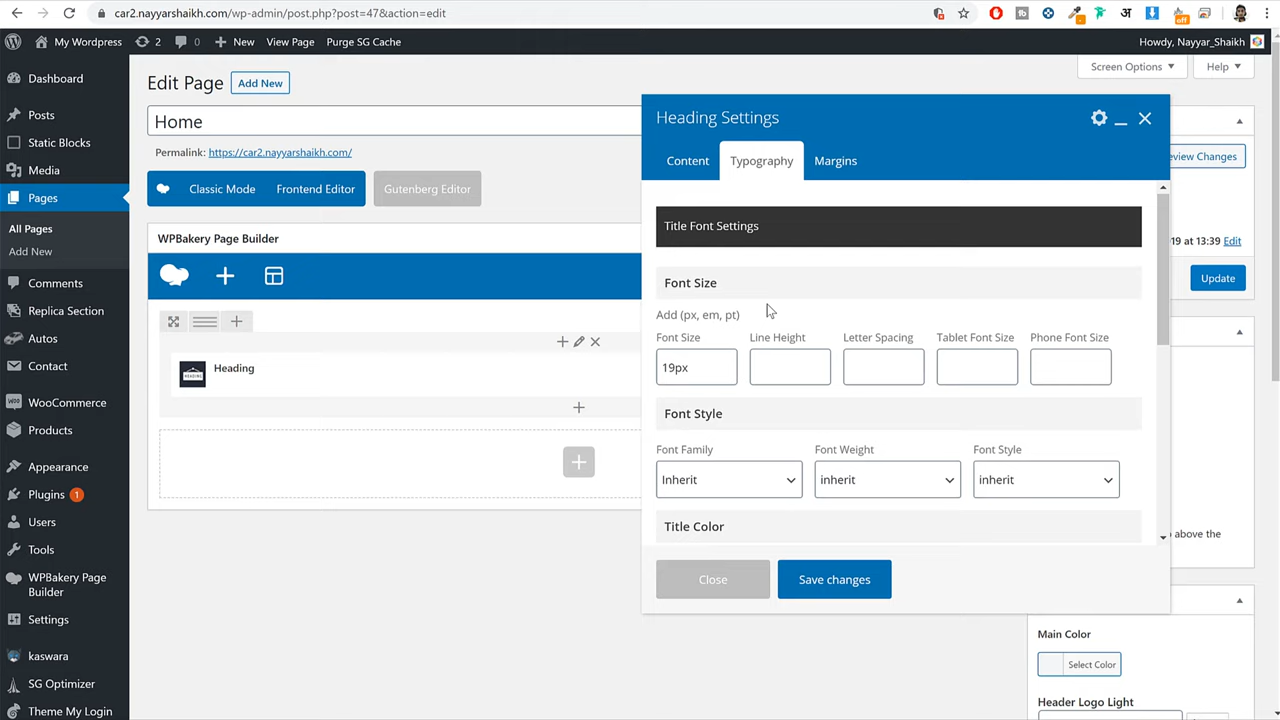 car2.nayyarshaikh.com/wp-admin/post.php?post=47&action=edit
अ
off
My Wordpress
2
0
New
View Page
Purge SG Cache
Howdy, Nayyar_Shaikh
Dashboard
Posts
Static Blocks
Media
Pages
All Pages
Add New
Comments
Replica Section
Autos
Contact
WooCommerce
Products
Appearance
Plugins 1
Users
Tools
WPBakery Page
Builder
Settings
kaswara
SG Optimizer
Theme My Login
Screen Options
Help
Edit Page
Add New
Home
Permalink: https://car2.nayyarshaikh.com/
Classic Mode
Frontend Editor
Gutenberg Editor
WPBakery Page Builder
HEADING
Heading
Heading Settings
Content
Typography
Margins
Title Font Settings
Font Size
Add (px, em, pt)
Font Size
Line Height
Letter Spacing
Tablet Font Size
Phone Font Size
19px
Font Style
Font Family
Font Weight
Font Style
Inherit
inherit
inherit
Title Color
Close
Save changes
eview Changes
19 at 13:39 Edit
Update
above the
Main Color
Select Color
Header Logo Light